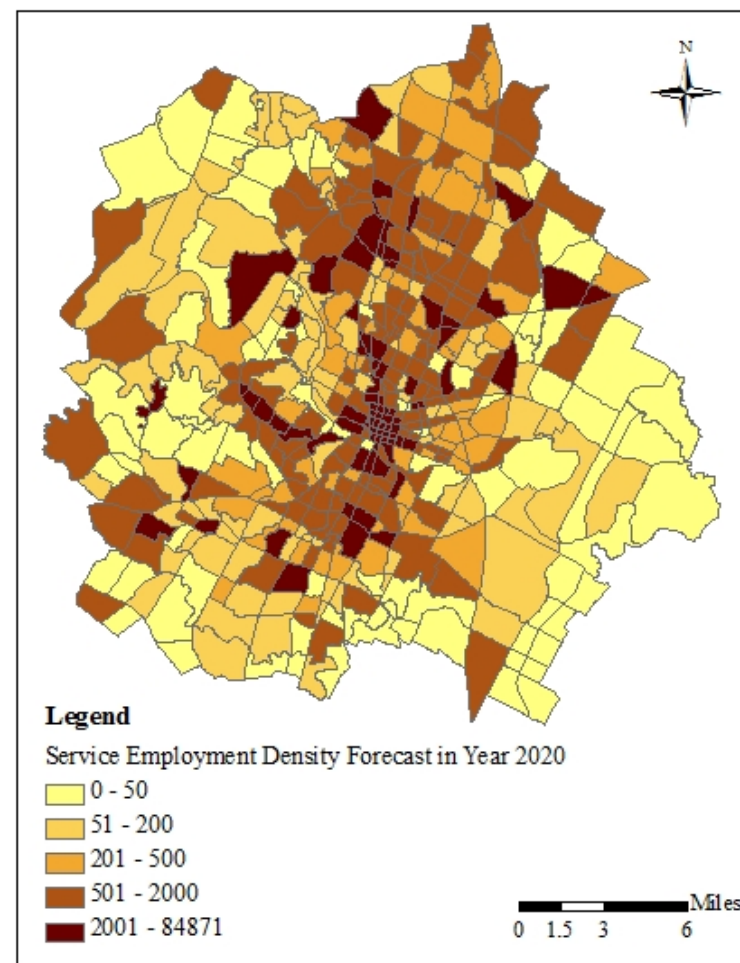 N
Legend
Service Employment Density Forecast in Year 2020
0 - 50
51 - 200
201 - 500
501 - 2000
2001 - 84871
Miles
0 1.5 3 6